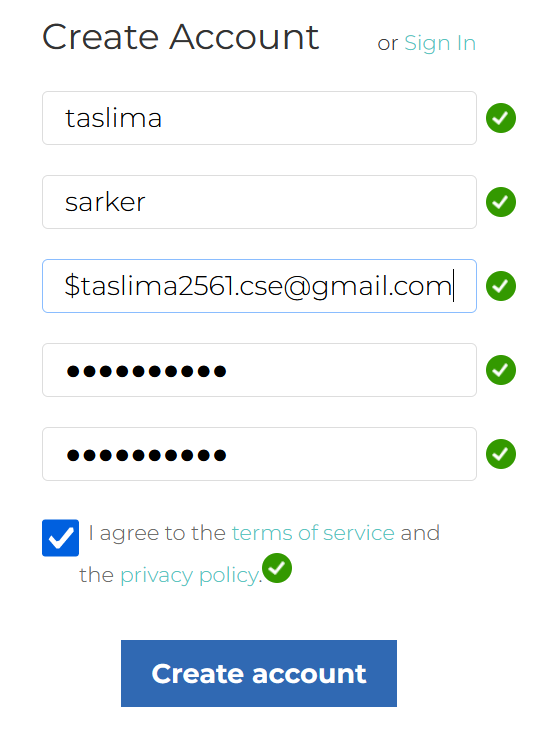 Create Account or Sign In
taslima
sarker
$taslima2561.cse@gmail.com
••••••••••
••••••••••
I agree to the terms of service and
the privacy policy.
Create account